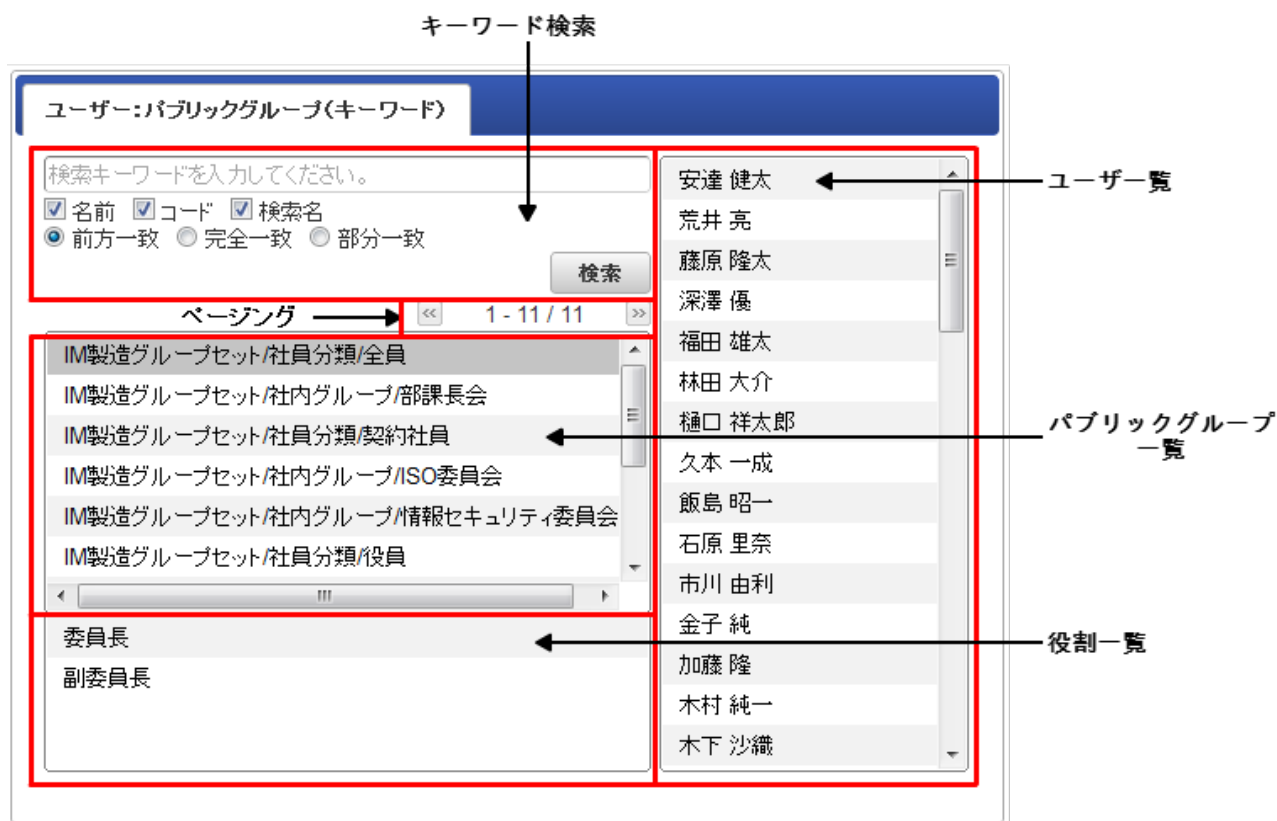 キーワード検索
ユーザー:パブリックグループ(キーワード)
検索キーワードを入力してください。
名前 コード 検索名
前方一致 完全一致 部分一致
検索
ページング
<< 1 - 11 / 11 >>
IM製造グループセット/社員分類/全員
IM製造グループセット/社内グループ/部課長会
IM製造グループセット/社員分類/契約社員
IM製造グループセット/社内グループ/ISO委員会
IM製造グループセット/社内グループ/情報セキュリティ委員会
IM製造グループセット/社員分類/役員
委員長
副委員長
安達 健太
荒井 亮
藤原 隆太
深澤 優
福田 雄太
林田 大介
樋口 祥太郎
久本 一成
飯島 昭一
石原 里奈
市川 由利
金子 純
加藤 隆
木村 純一
木下 沙織
ユーザー覧
パブリックグループ
一覧
役割一覧